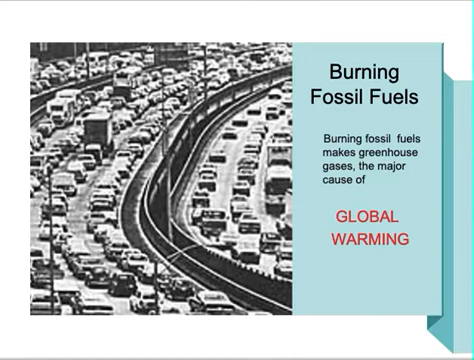 Burning
Fossil Fuels
Burning fossil fuels
makes greenhouse
gases, the major
cause of
GLOBAL
WARMING